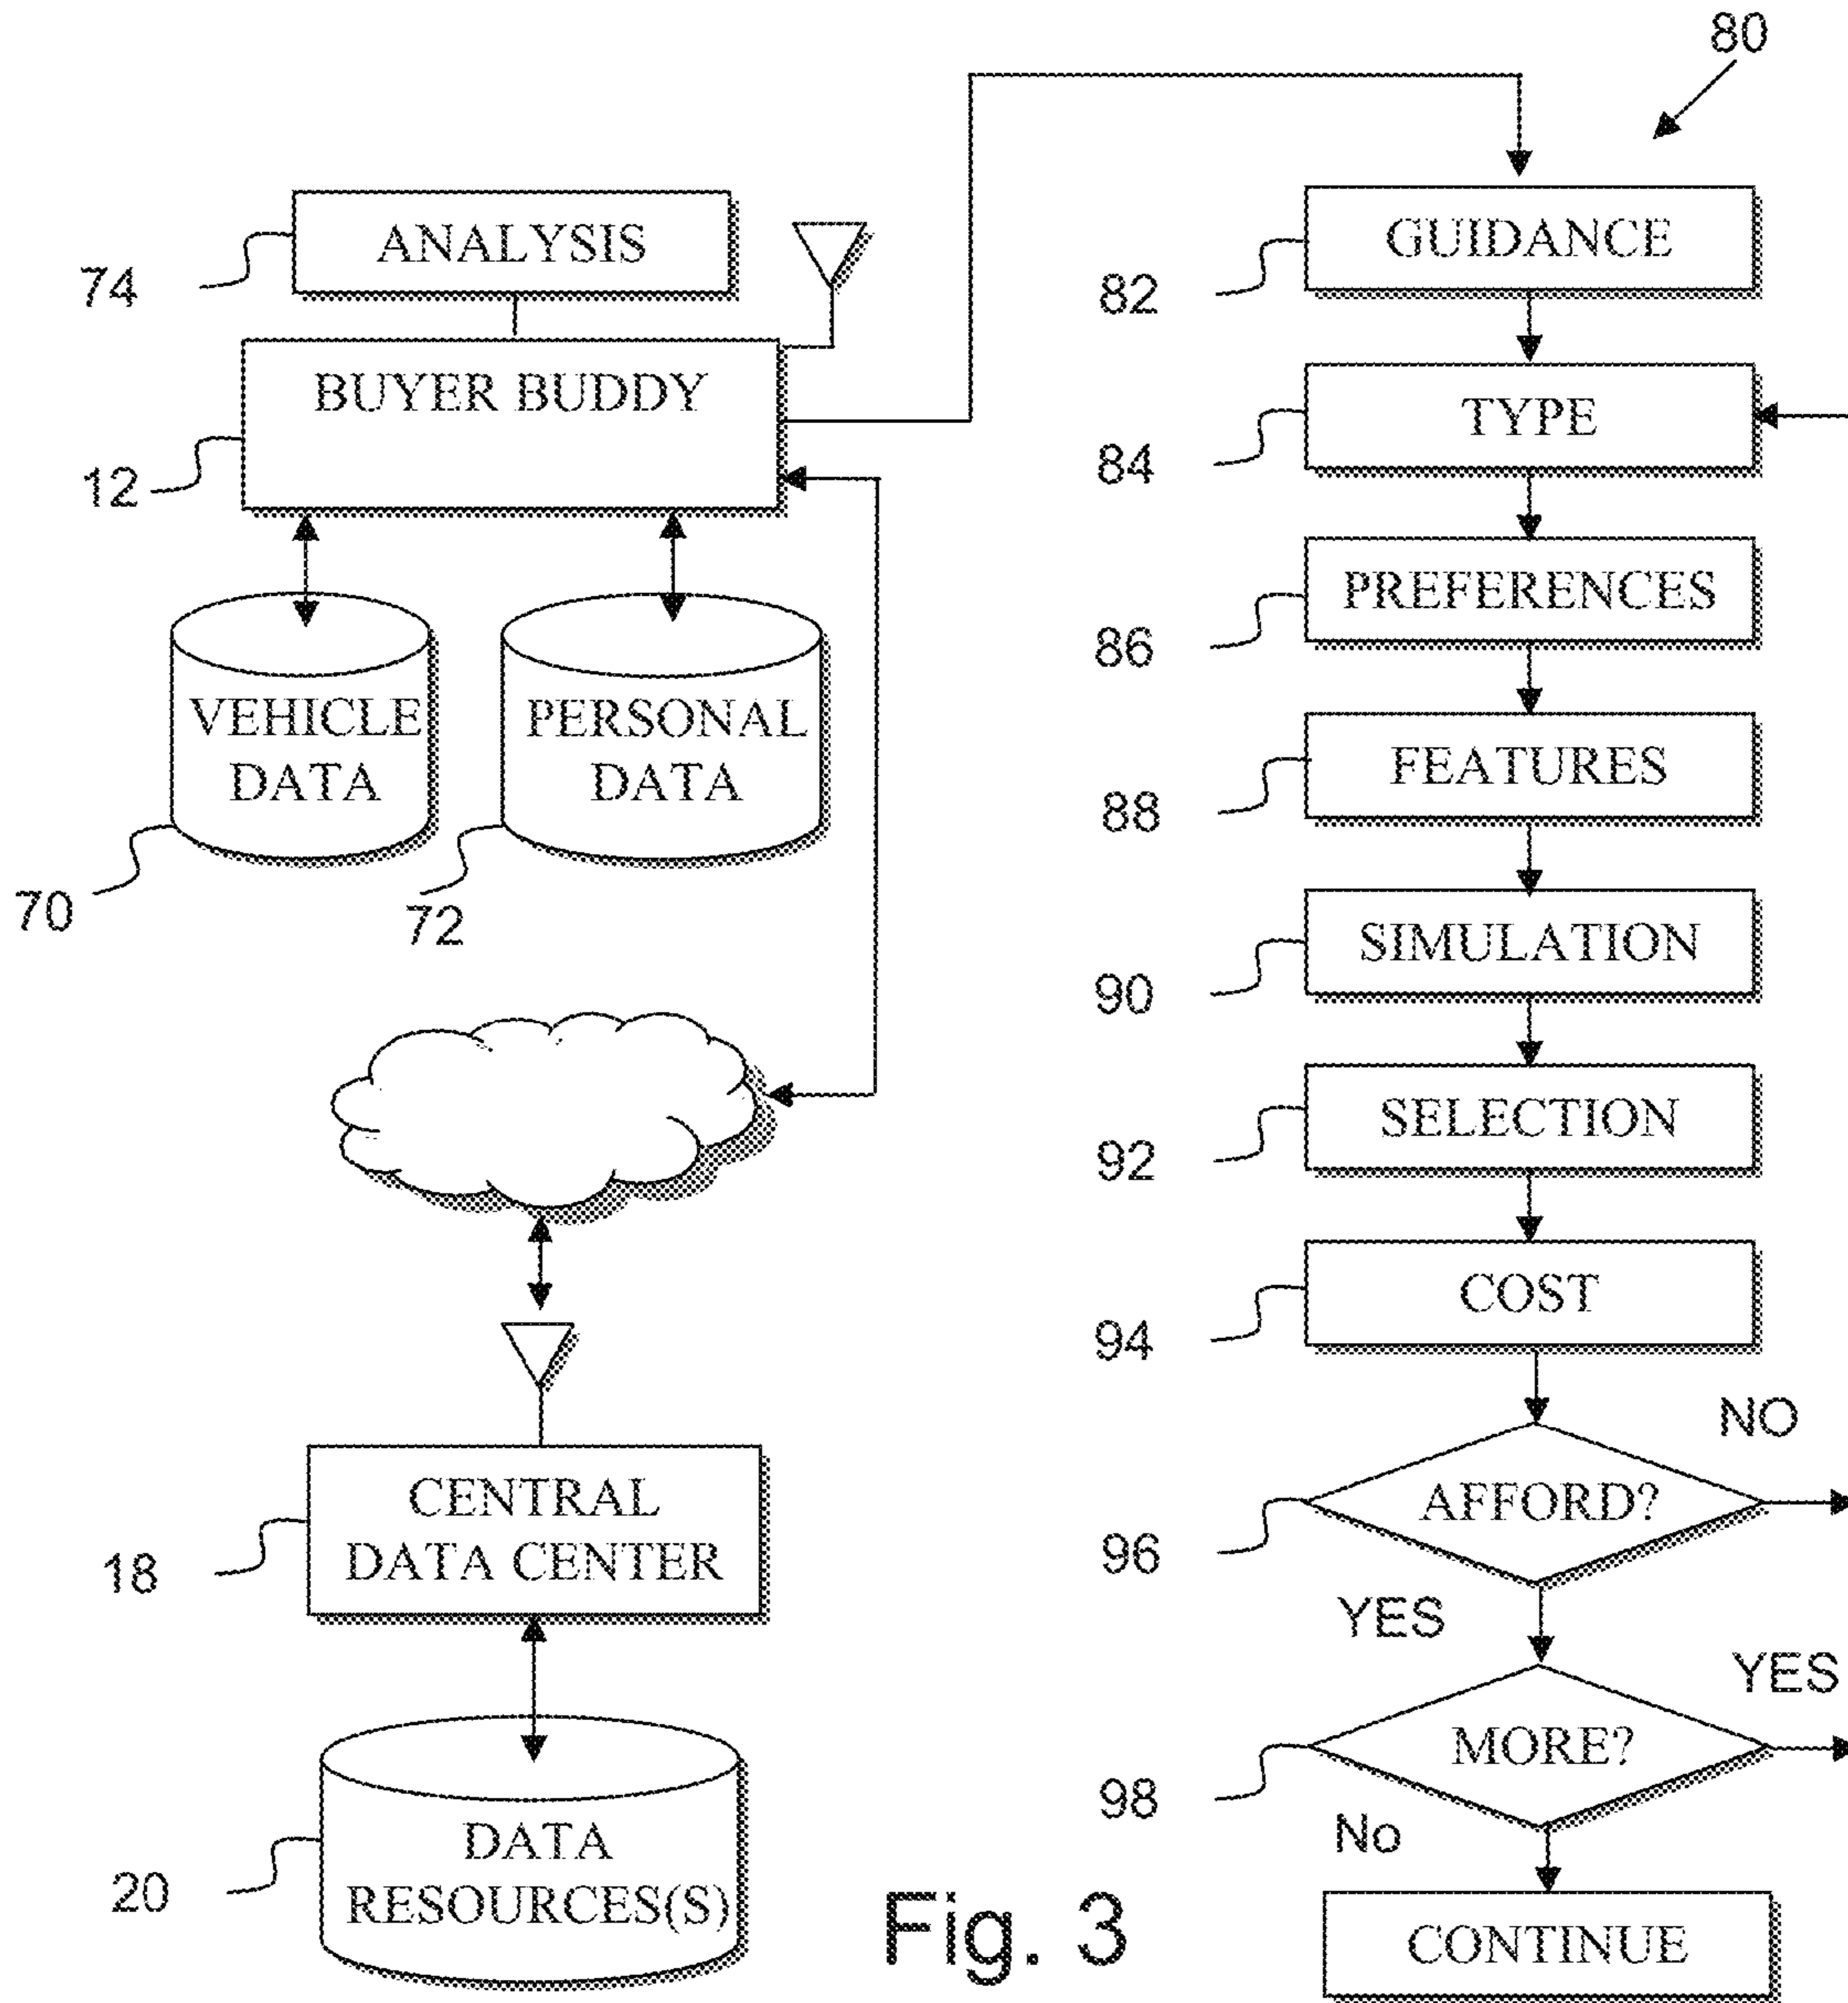 80
ANALYSIS
74
BUYER BUDDY
12
VEHICLE
DATA
70
PERSONAL
DATA
72
CENTRAL
DATA CENTER
18
DATA
RESOURCES(S)
20
GUIDANCE
82
TYPE
84
PREFERENCES
86
FEATURES
88
SIMULATION
90
SELECTION
92
COST
94
NO
AFFORD?
96
YES
YES
MORE?
98
No
CONTINUE
Fig. 3